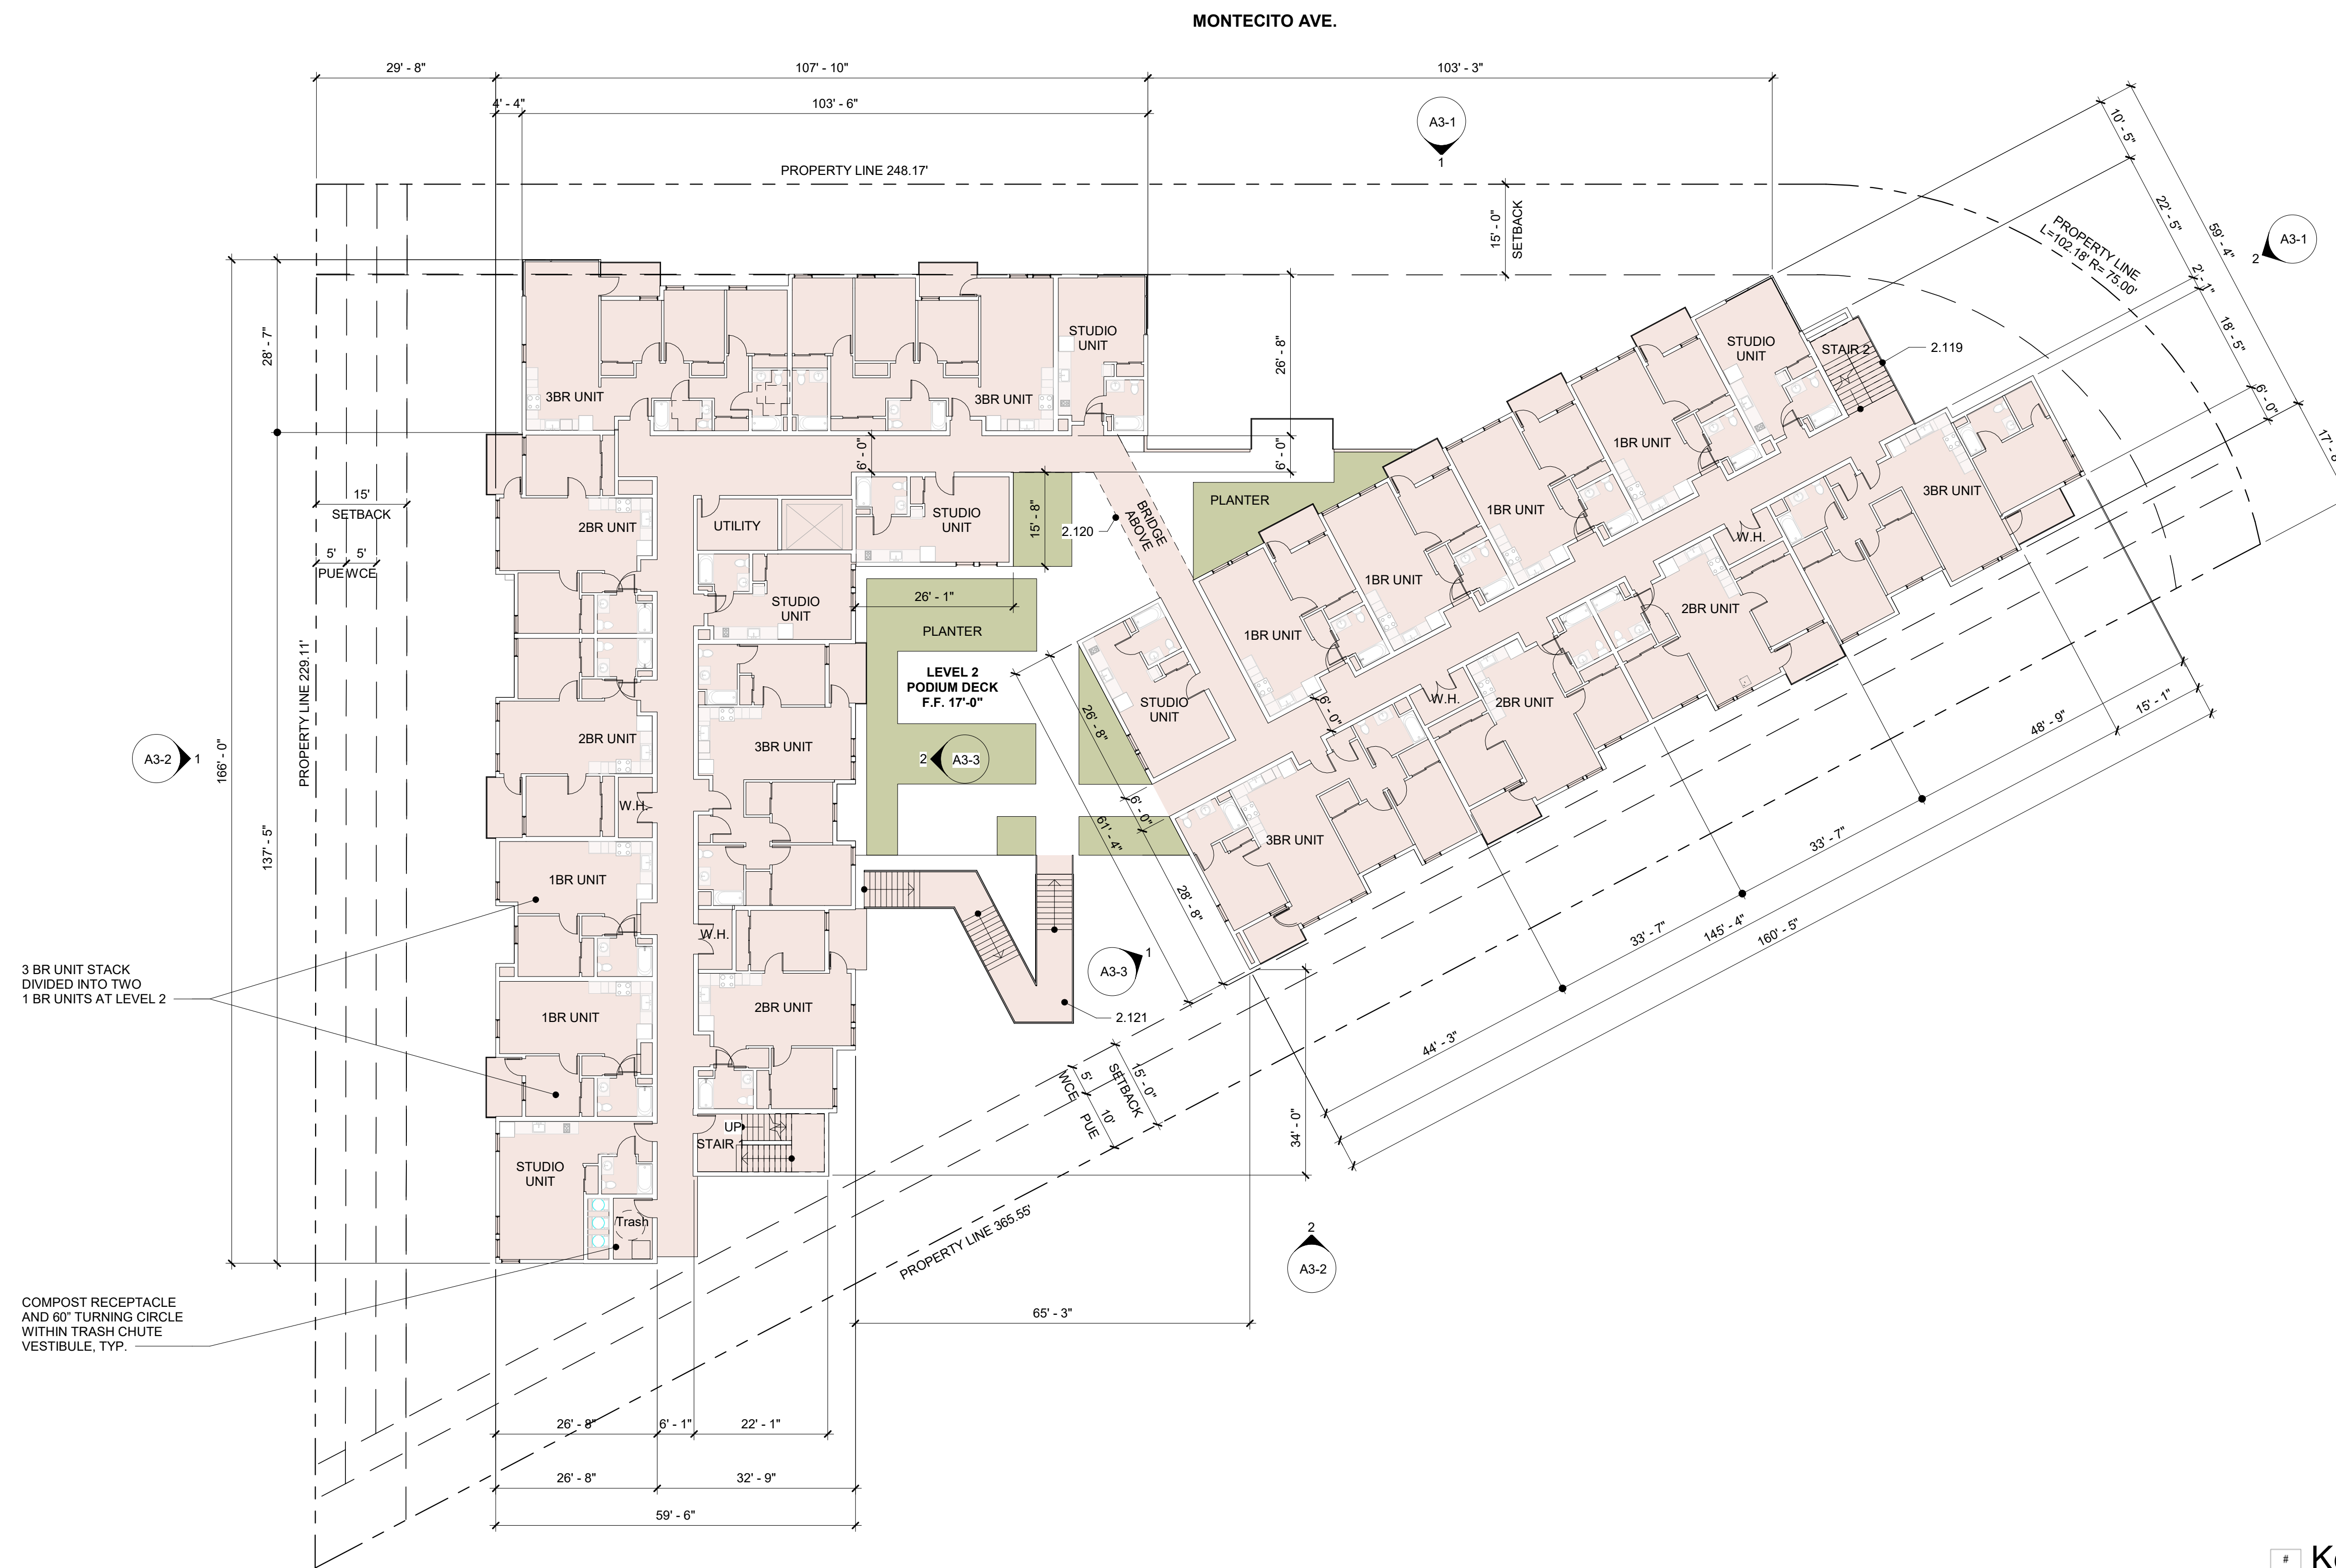 MONTECITO AVE.
29' - 8"
107' - 10"
103' - 3"
4' - 4"
103' - 6"
A3-1
1
10' - 5"
PROPERTY LINE 248.17'
15' - 0"
SETBACK
22' - 5"
59' - 4"
PROPERTY LINE
L=102.18' R= 75.00'
A3-1
2
2' - 1"
18' - 5"
6' - 0"
28' - 7"
STUDIO
UNIT
26' - 8"
STUDIO
UNIT
STAIR 2
2.119
3BR UNIT
3BR UNIT
1BR UNIT
6' - 0"
6' - 0"
15'
SETBACK
5'
5'
PUE
WCE
2BR UNIT
UTILITY
STUDIO
UNIT
15' - 8"
2.120
BRIDGE
ABOVE
PLANTER
1BR UNIT
3BR UNIT
W.H.
1BR UNIT
STUDIO
UNIT
26' - 1"
PLANTER
1BR UNIT
2BR UNIT
PROPERTY LINE 229.11'
LEVEL 2
PODIUM DECK
F.F. 17'-0"
STUDIO
UNIT
26' - 8"
6' - 0"
W.H.
2BR UNIT
15' - 1"
48' - 9"
A3-2
1
166' - 0"
2BR UNIT
3BR UNIT
2
A3-3
W.H.
6' - 0"
61' - 4"
3BR UNIT
33' - 7"
137' - 5"
1BR UNIT
28' - 8"
33' - 7"
145' - 4"
160' - 5"
W.H.
3 BR UNIT STACK
DIVIDED INTO TWO
1 BR UNITS AT LEVEL 2
A3-3
1
1BR UNIT
2BR UNIT
2.121
44' - 3"
5'
WCE
10'
PUE
15' - 0"
SETBACK
34' - 0"
UP
STAIR
STUDIO
UNIT
Trash
PROPERTY LINE 365.55'
2
A3-2
COMPOST RECEPTACLE
AND 60" TURNING CIRCLE
WITHIN TRASH CHUTE
VESTIBULE, TYP.
65' - 3"
26' - 8"
6' - 1"
22' - 1"
26' - 8"
32' - 9"
59' - 6"
#